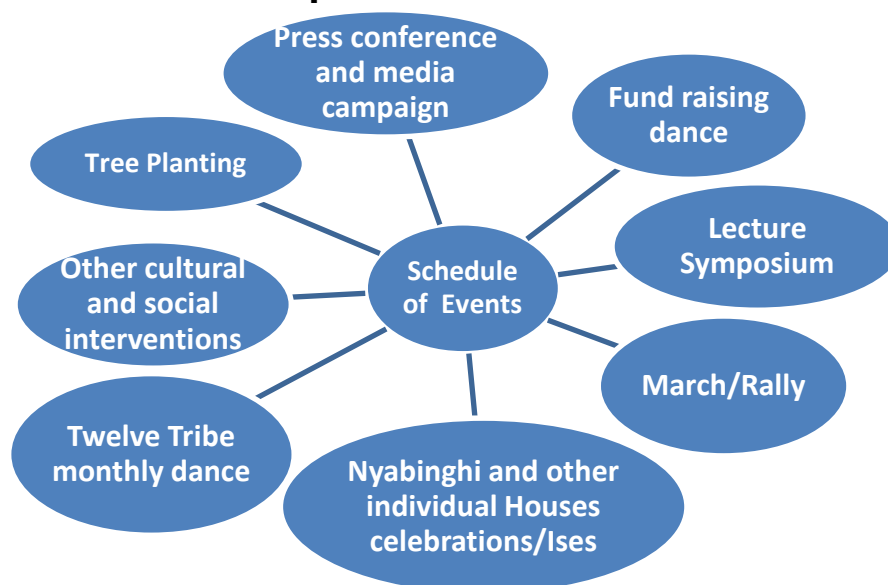 Press conference
and media
campaign
Fund raising
dance
Tree Planting
Lecture
Symposium
Schedule
of Events
Other cultural
and social
interventions
March/Rally
Twelve Tribe
monthly dance
Nyabinghi and other
individual Houses
celebrations/Ises